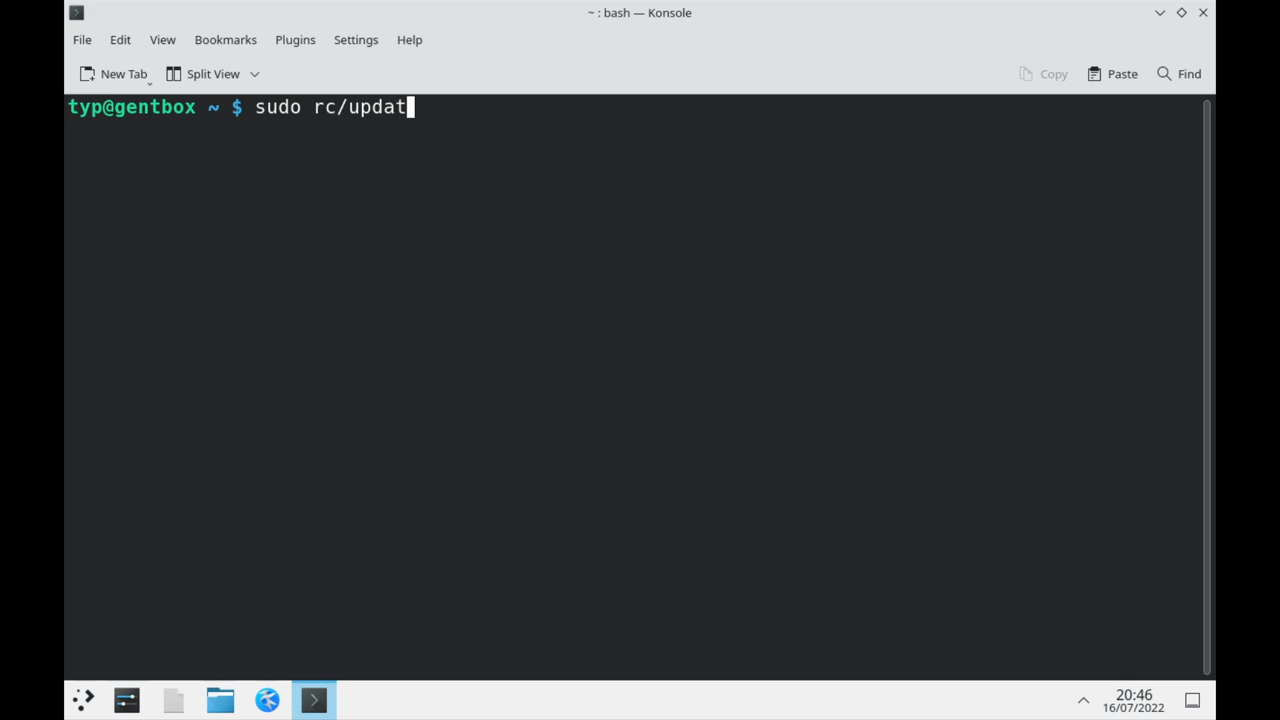 ~ : bash — Konsole
File Edit View Bookmarks Plugins Settings Help
New Tab Split View Copy Paste Find
typ@gentbox ~ $ sudo rc/updat
20:46
16/07/2022